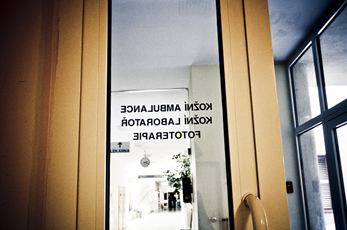 KOŽNÍ AMBULANCE
KOŽNÍ LABORATOŘ
FOTOTERAPIE